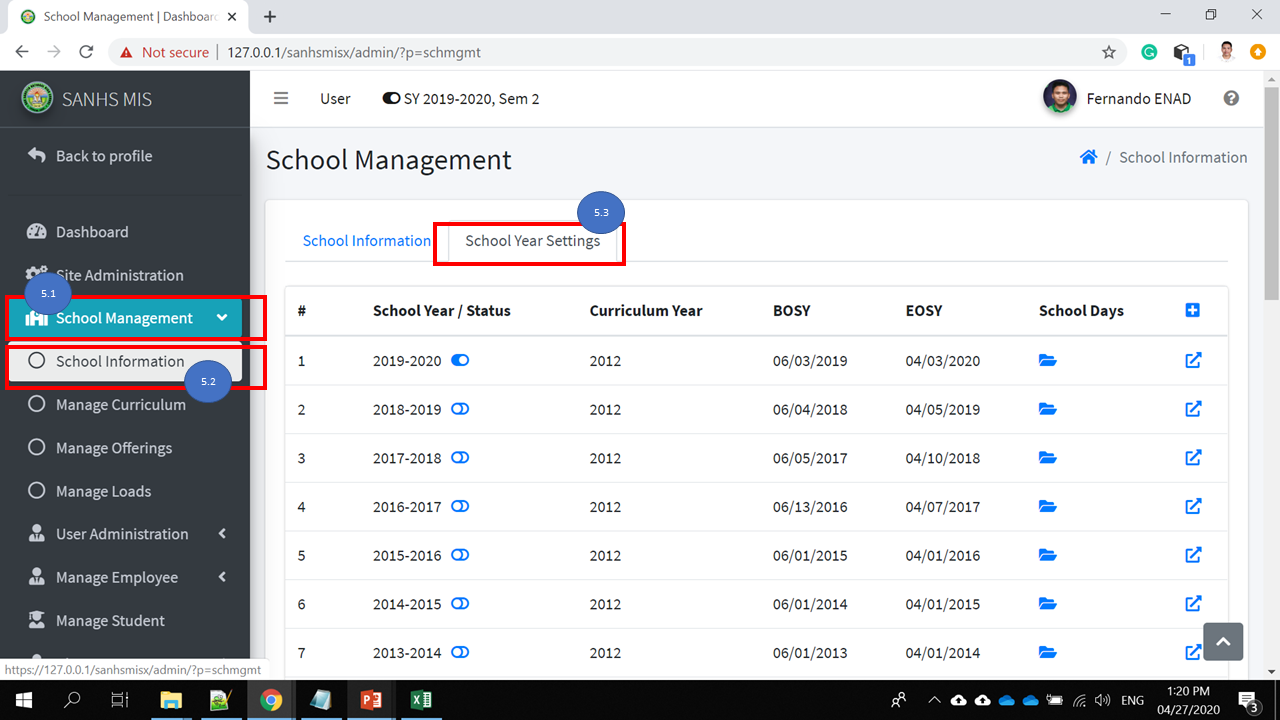 School Management | Dashboard
Not secure | 127.0.0.1/sanhsmisx/admin/?p=schmgmt
1
SANHS MIS
User
SY 2019-2020, Sem 2
Fernando ENAD
Back to profile
School Management
/ School Information
Dashboard
Site Administration
5.1
School Management
School Information
5.2
Manage Curriculum
Manage Offerings
Manage Loads
User Administration
Manage Employee
Manage Student
5.3
School Information
School Year Settings
# School Year / Status Curriculum Year BOSY EOSY School Days
1 2019-2020 2012 06/03/2019 04/03/2020
2 2018-2019 2012 06/04/2018 04/05/2019
3 2017-2018 2012 06/05/2017 04/10/2018
4 2016-2017 2012 06/13/2016 04/07/2017
5 2015-2016 2012 06/01/2015 04/01/2016
6 2014-2015 2012 06/01/2014 04/01/2015
7 2013-2014 2012 06/01/2013 04/01/2014
https://127.0.0.1/sanhsmisx/admin/?p=schmgmt
ENG
1:20 PM
04/27/2020
3